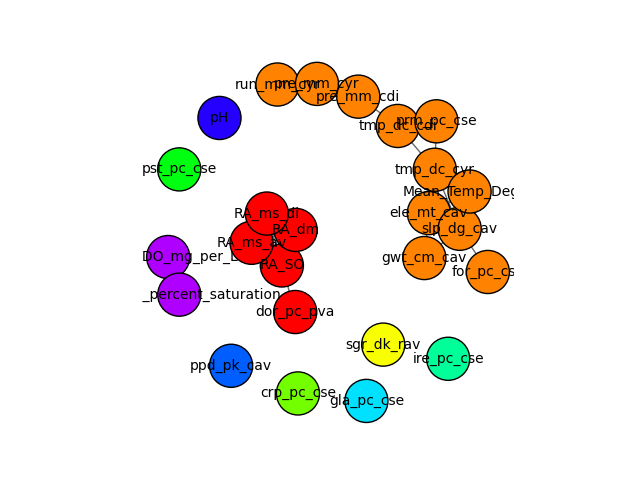 run_mm_cyr
pre_mm_cyr
pre_mm_cdi
pH
tmp_dc_cdi
prm_pc_cse
pst_pc_cse
tmp_dc_cyr
Mean_Temp_Deg
RA_ms_di
ele_mt_cav
RA_dm
slp_dg_cav
RA_ms_av
DO_mg_per_L
gwt_cm_cav
RA_SO
for_pc_cse
_percent_saturation
dor_pc_pva
sgr_dk_rav
ire_pc_cse
ppd_pk_cav
crp_pc_cse
gla_pc_cse